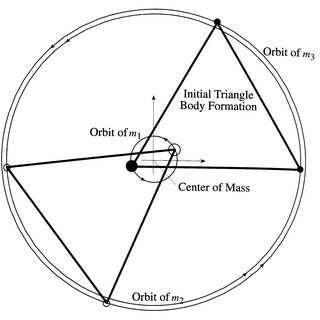 Orbit of m3
Initial Triangle
Body Formation
Orbit of m1
Center of Mass
Orbit of m2